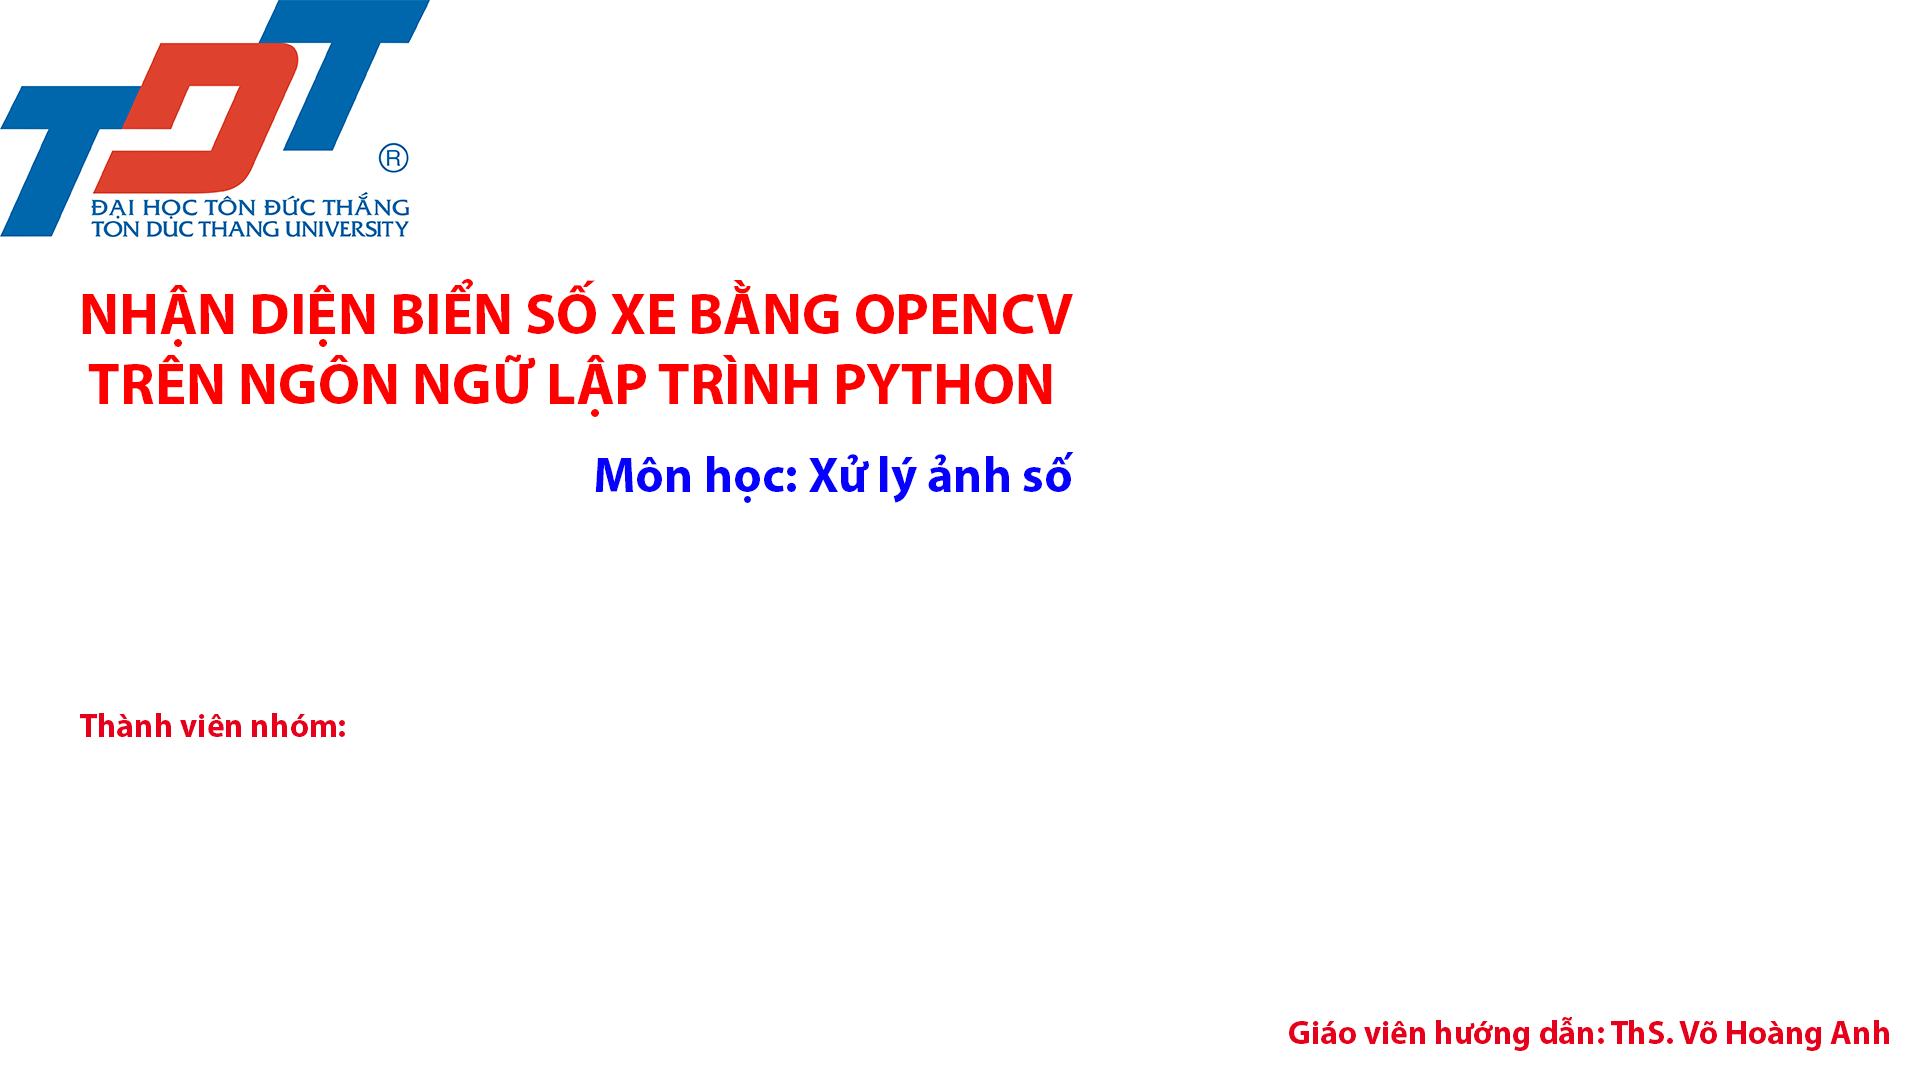 TDT
®
ĐẠI HỌC TÔN ĐỨC THẮNG
TON DUC THANG UNIVERSITY
NHẬN DIỆN BIỂN SỐ XE BẰNG OPENCV
TRÊN NGÔN NGỮ LẬP TRÌNH PYTHON
Môn học: Xử lý ảnh số
Thành viên nhóm:
Giáo viên hướng dẫn: ThS. Võ Hoàng Anh